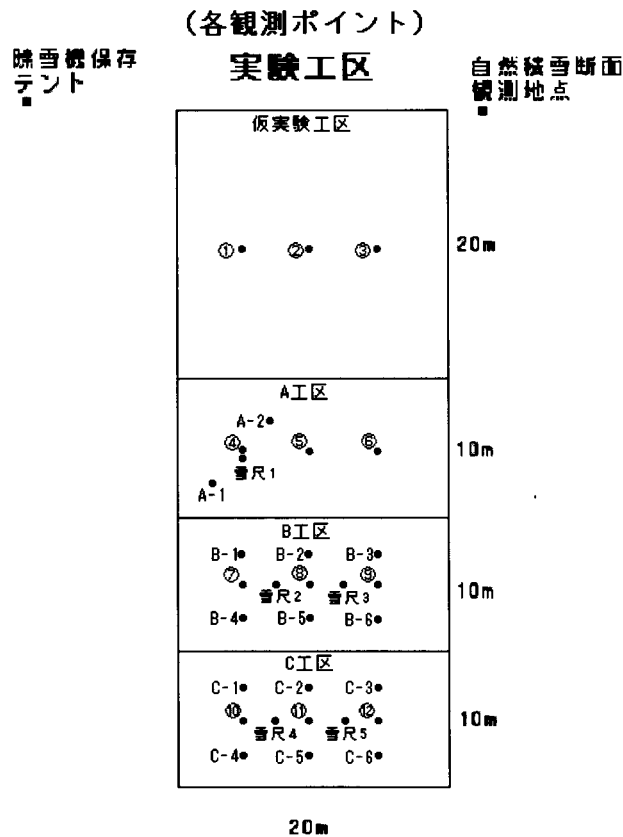 (各観測ポイント)
実験工区
除雪機保存
テント
自然積雪断面
観測地点
仮実験工区
① ② ③
20m
A工区
A-2
④ ⑤ ⑥
10m
雪尺1
A-1
B工区
B-1 B-2 B-3
⑦ ⑧ ⑨
10m
雪尺2 雪尺3
B-4 B-5 B-6
C工区
C-1 C-2 C-3
⑩ ⑪ ⑫
10m
雪尺4 雪尺5
C-4 C-5 C-6
20m